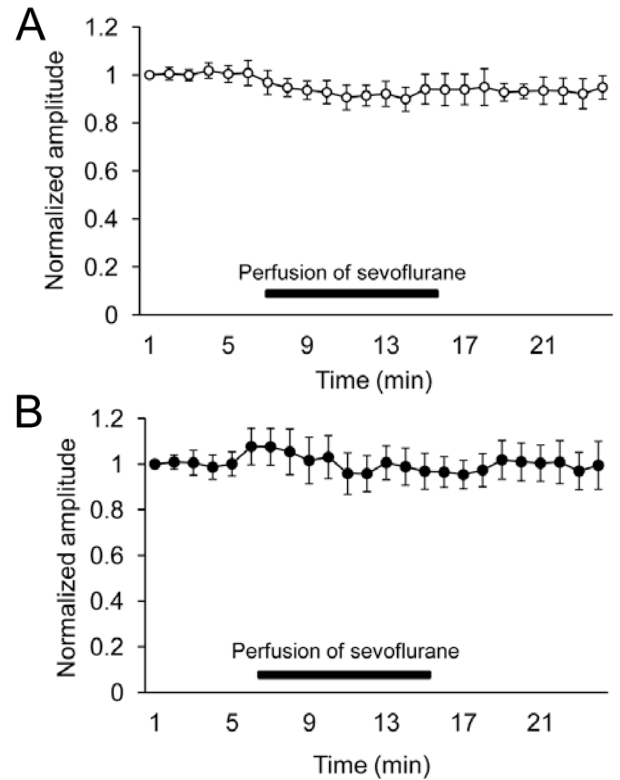 A
Normalized amplitude
1.2
1
0.8
0.6
0.4
0.2
0
Perfusion of sevoflurane
1 5 9 13 17 21
Time (min)
B
Normalized amplitude
1.2
1
0.8
0.6
0.4
0.2
0
Perfusion of sevoflurane
1 5 9 13 17 21
Time (min)